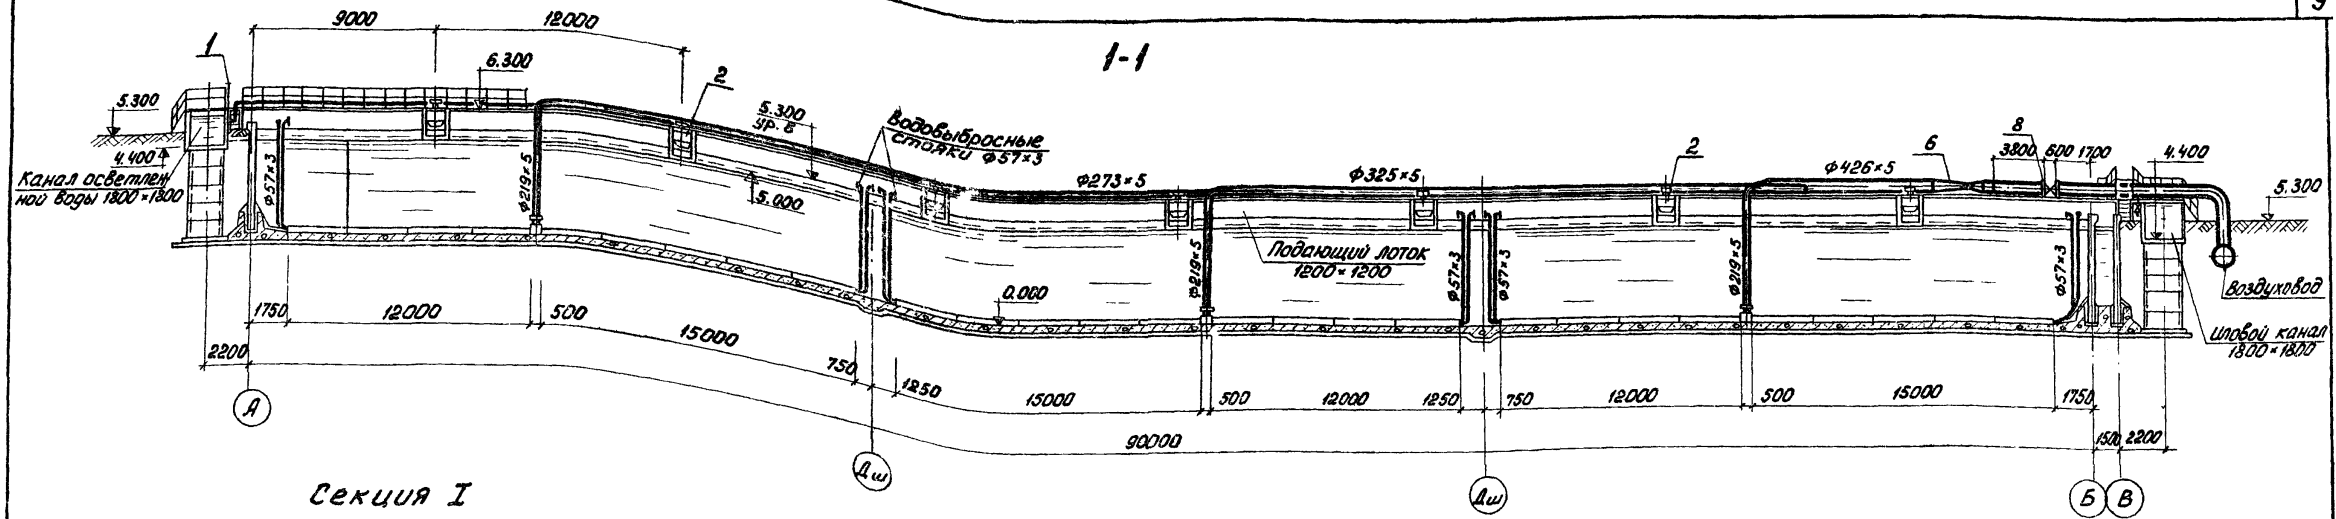 9
1-1
9000
12000
1
6.300
2
5.300
5.300
ур. в
Водовыбросные
стояки ф57×3
4.400
Канал осветлен
ной воды 1800×1800
ф57×3
ф219×5
5.000
ф273×5
ф325×5
2
ф426×5
6
8
3800
600
1700
4.400
5.300
Подающий лоток
1200×1200
ф219×5
ф57×3
ф57×3
ф219×5
ф57×3
0.000
Воздуховод
Иловой канал
1800×1800
1750
12000
500
15000
2200
750
1250
15000
500
12000
1250
750
12000
500
15000
1750
90000
1500
2200
А
Дш
Дш
Б
В
Секция I